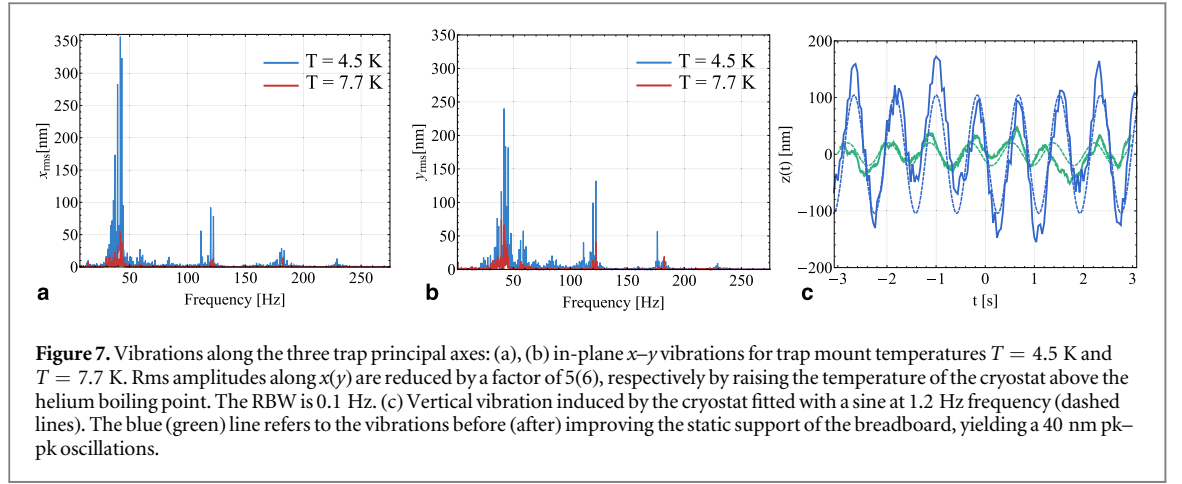 350
300
250
200
150
100
50
0
x_rms[nm]
T = 4.5 K
T = 7.7 K
50 100 150 200 250
Frequency [Hz]
a
350
300
250
200
150
100
50
0
y_rms[nm]
T = 4.5 K
T = 7.7 K
50 100 150 200 250
Frequency [Hz]
b
200
100
0
−100
−200
z(t) [nm]
−3 −2 −1 0 1 2 3
t [s]
c
Figure 7. Vibrations along the three trap principal axes: (a), (b) in-plane x–y vibrations for trap mount temperatures T = 4.5 K and
T = 7.7 K. Rms amplitudes along x(y) are reduced by a factor of 5(6), respectively by raising the temperature of the cryostat above the
helium boiling point. The RBW is 0.1 Hz. (c) Vertical vibration induced by the cryostat fitted with a sine at 1.2 Hz frequency (dashed
lines). The blue (green) line refers to the vibrations before (after) improving the static support of the breadboard, yielding a 40 nm pk–
pk oscillations.